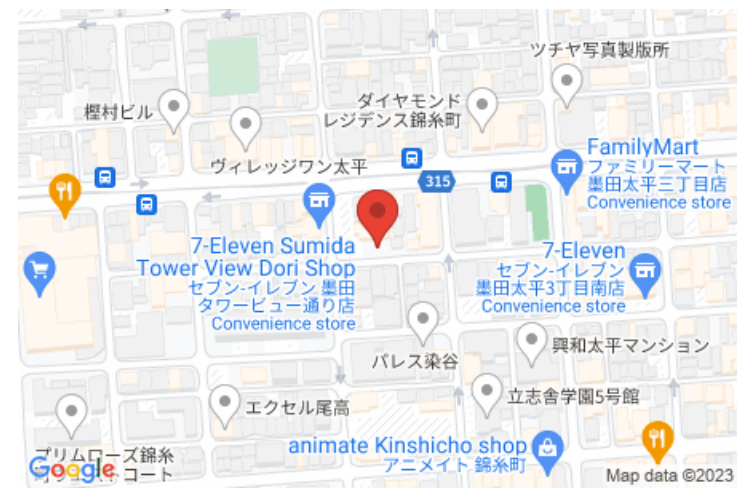 ツチヤ写真製版所
ダイヤモンド
レジデンス錦糸町
樫村ビル
ヴィレッジワン太平
FamilyMart
ファミリーマート
墨田太平三丁目店
Convenience store
315
7-Eleven Sumida
Tower View Dori Shop
セブン-イレブン 墨田
タワービュー通り店
Convenience store
7-Eleven
セブン-イレブン
墨田太平3丁目南店
Convenience store
パレス染谷
興和太平マンション
エクセル尾高
立志舎学園5号館
animate Kinshicho shop
アニメイト 錦糸町
プリムローズ錦糸
コート
Google
Map data ©2023